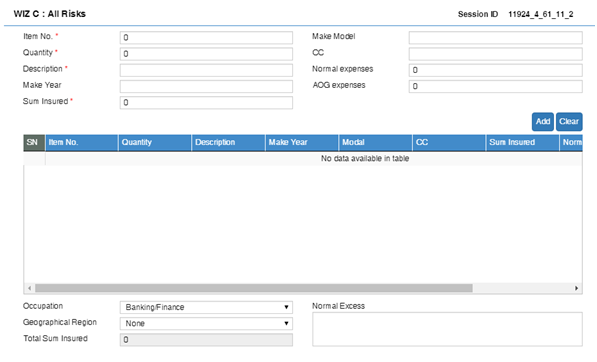 WIZ C : All Risks Session ID 11924_4_61_11_2
Item No. * 0 Make Model
Quantity * 0 CC
Description * Normal expenses 0
Make Year AOG expenses 0
Sum Insured * 0
Add Clear
SN Item No. Quantity Description Make Year Modal CC Sum Insured Norm
No data available in table
Occupation Banking/Finance Normal Excess
Geographical Region None
Total Sum Insured 0